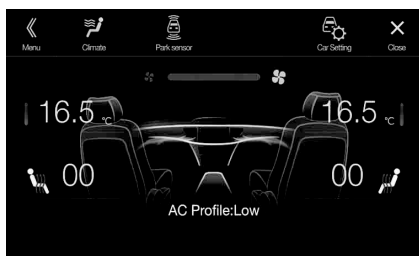 Menu
Climate
Park sensor
Car Setting
Close
16.5 °C
16.5 °C
00
00
AC Profile:Low